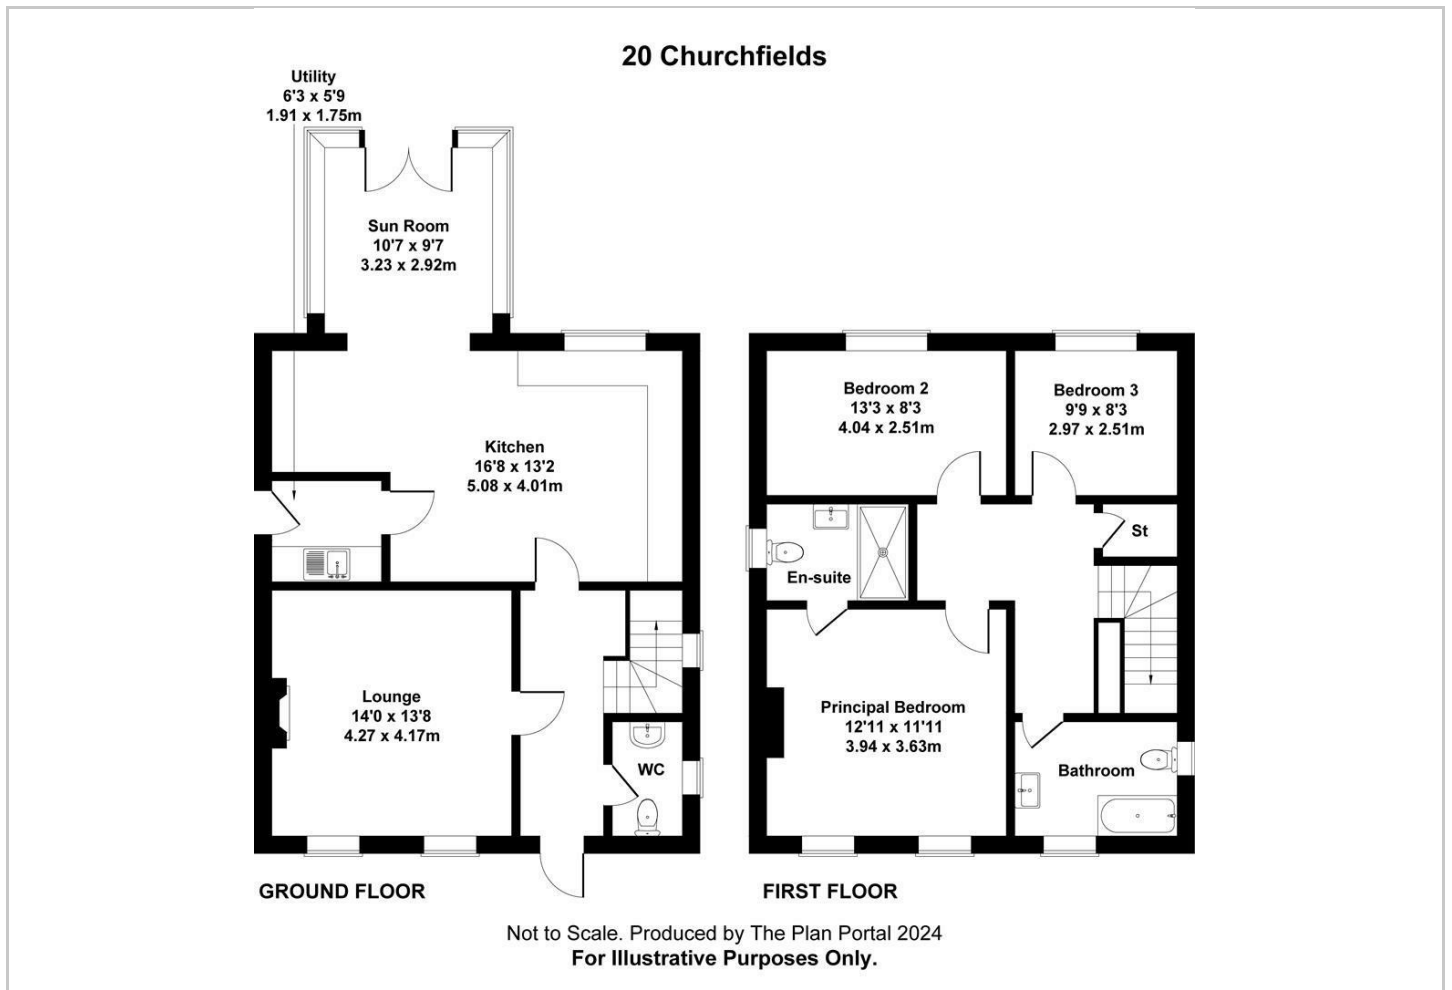 20 Churchfields
Utility
6'3 x 5'9
1.91 x 1.75m
Sun Room
10'7 x 9'7
3.23 x 2.92m
Kitchen
16'8 x 13'2
5.08 x 4.01m
Lounge
14'0 x 13'8
4.27 x 4.17m
WC
GROUND FLOOR
Bedroom 2
13'3 x 8'3
4.04 x 2.51m
Bedroom 3
9'9 x 8'3
2.97 x 2.51m
St
En-suite
Principal Bedroom
12'11 x 11'11
3.94 x 3.63m
Bathroom
FIRST FLOOR
Not to Scale. Produced by The Plan Portal 2024
For Illustrative Purposes Only.